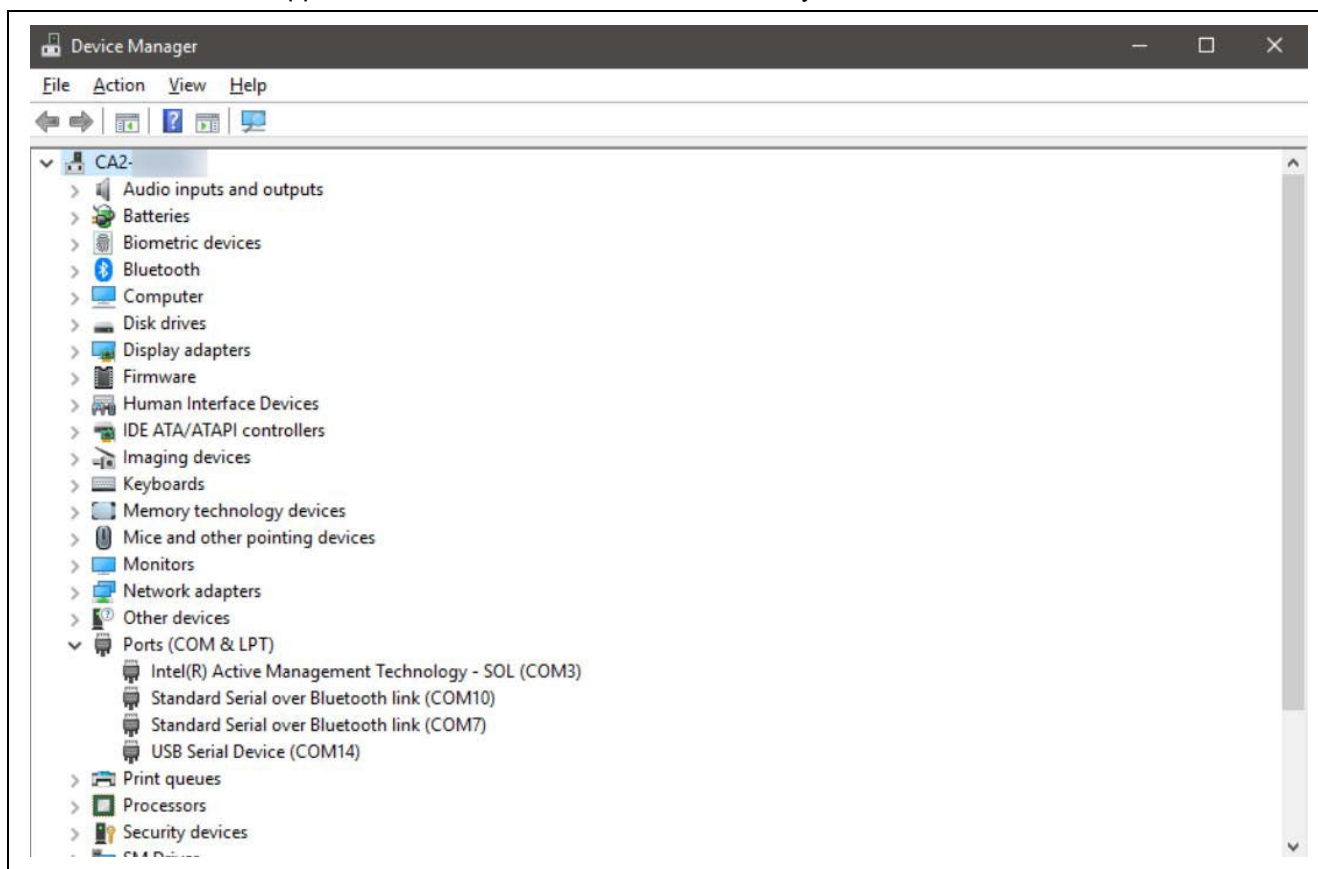 Device Manager
File Action View Help
CA2-
Audio inputs and outputs
Batteries
Biometric devices
Bluetooth
Computer
Disk drives
Display adapters
Firmware
Human Interface Devices
IDE ATA/ATAPI controllers
Imaging devices
Keyboards
Memory technology devices
Mice and other pointing devices
Monitors
Network adapters
Other devices
Ports (COM & LPT)
Intel(R) Active Management Technology - SOL (COM3)
Standard Serial over Bluetooth link (COM10)
Standard Serial over Bluetooth link (COM7)
USB Serial Device (COM14)
Print queues
Processors
Security devices